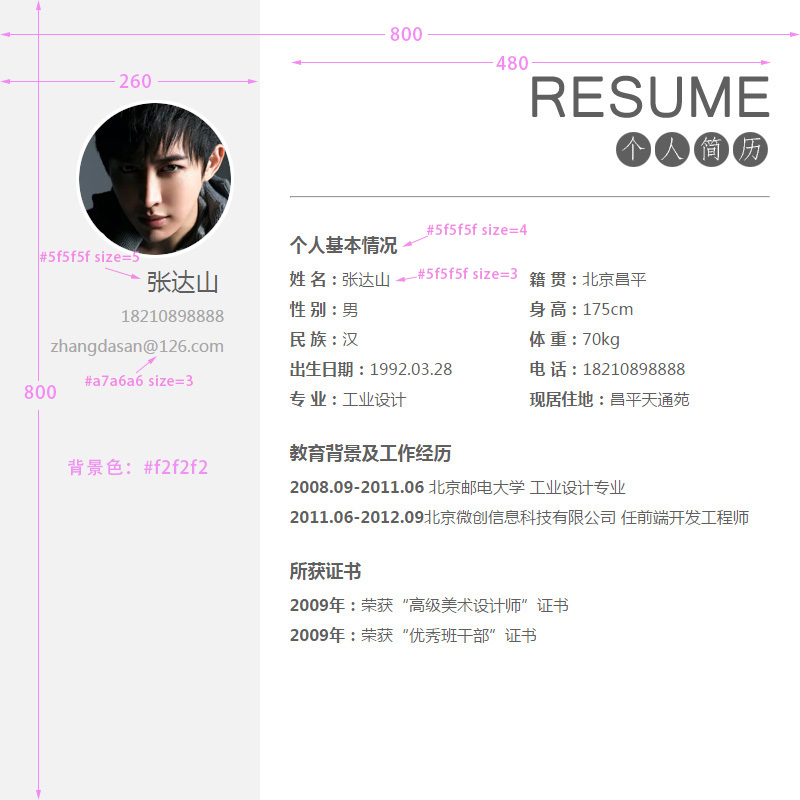 800
480
260
RESUME
个人简历
#5f5f5f size=4
个人基本情况
#5f5f5f size=5
#5f5f5f size=3
张达山
姓 名：张达山 籍 贯：北京昌平
18210898888
性 别：男 身 高：175cm
zhangdasan@126.com
民 族：汉 体 重：70kg
#a7a6a6 size=3
出生日期：1992.03.28 电 话：18210898888
800
专 业：工业设计 现居住地：昌平天通苑
教育背景及工作经历
背景色：#f2f2f2
2008.09-2011.06 北京邮电大学 工业设计专业
2011.06-2012.09北京微创信息科技有限公司 任前端开发工程师
所获证书
2009年：荣获“高级美术设计师”证书
2009年：荣获“优秀班干部”证书